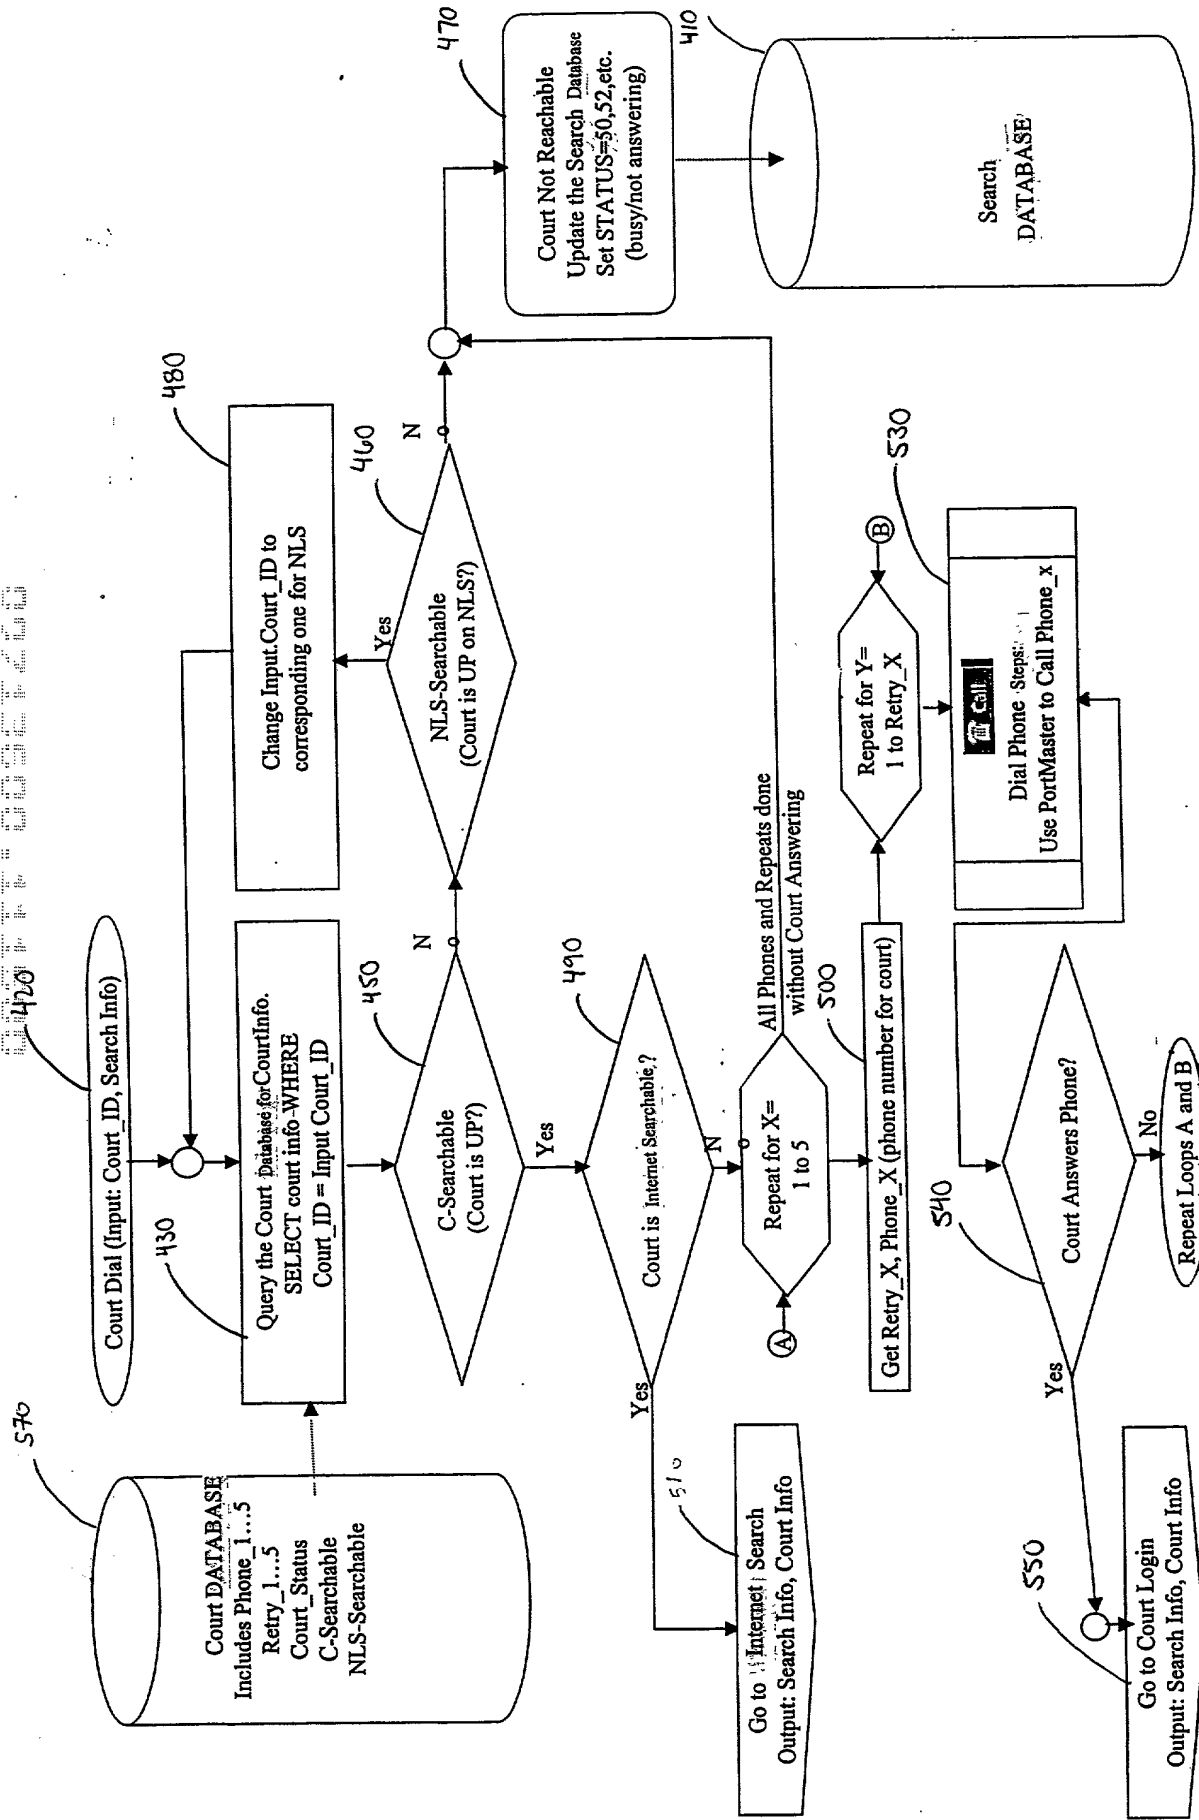 420
Court Dial (Input: Court_ID, Search Info)
570
Court DATABASE
Includes Phone_1...5
Retry_1...5
Court_Status
C-Searchable
NLS-Searchable
430
Query the Court Database for CourtInfo.
SELECT court info-WHERE
Court_ID = Input Court_ID
480
Change Input.Court_ID to
corresponding one for NLS
450
C-Searchable
(Court is UP?)
N
Yes
460
NLS-Searchable
(Court is UP on NLS?)
Yes
N
470
Court Not Reachable
Update the Search Database
Set STATUS=50,52,etc.
(busy/not answering)
410
Search
DATABASE
490
Court is Internet Searchable,?
Yes
N
510
Go to Internet Search
Output: Search Info, Court Info
A
Repeat for X=
1 to 5
All Phones and Repeats done
without Court Answering
500
Get Retry_X, Phone_X (phone number for court)
Repeat for Y=
1 to Retry_X
B
530
Call
Dial Phone Steps:
Use PortMaster to Call Phone_x
540
Court Answers Phone?
Yes
No
Repeat Loops A and B
550
Go to Court Login
Output: Search Info, Court Info